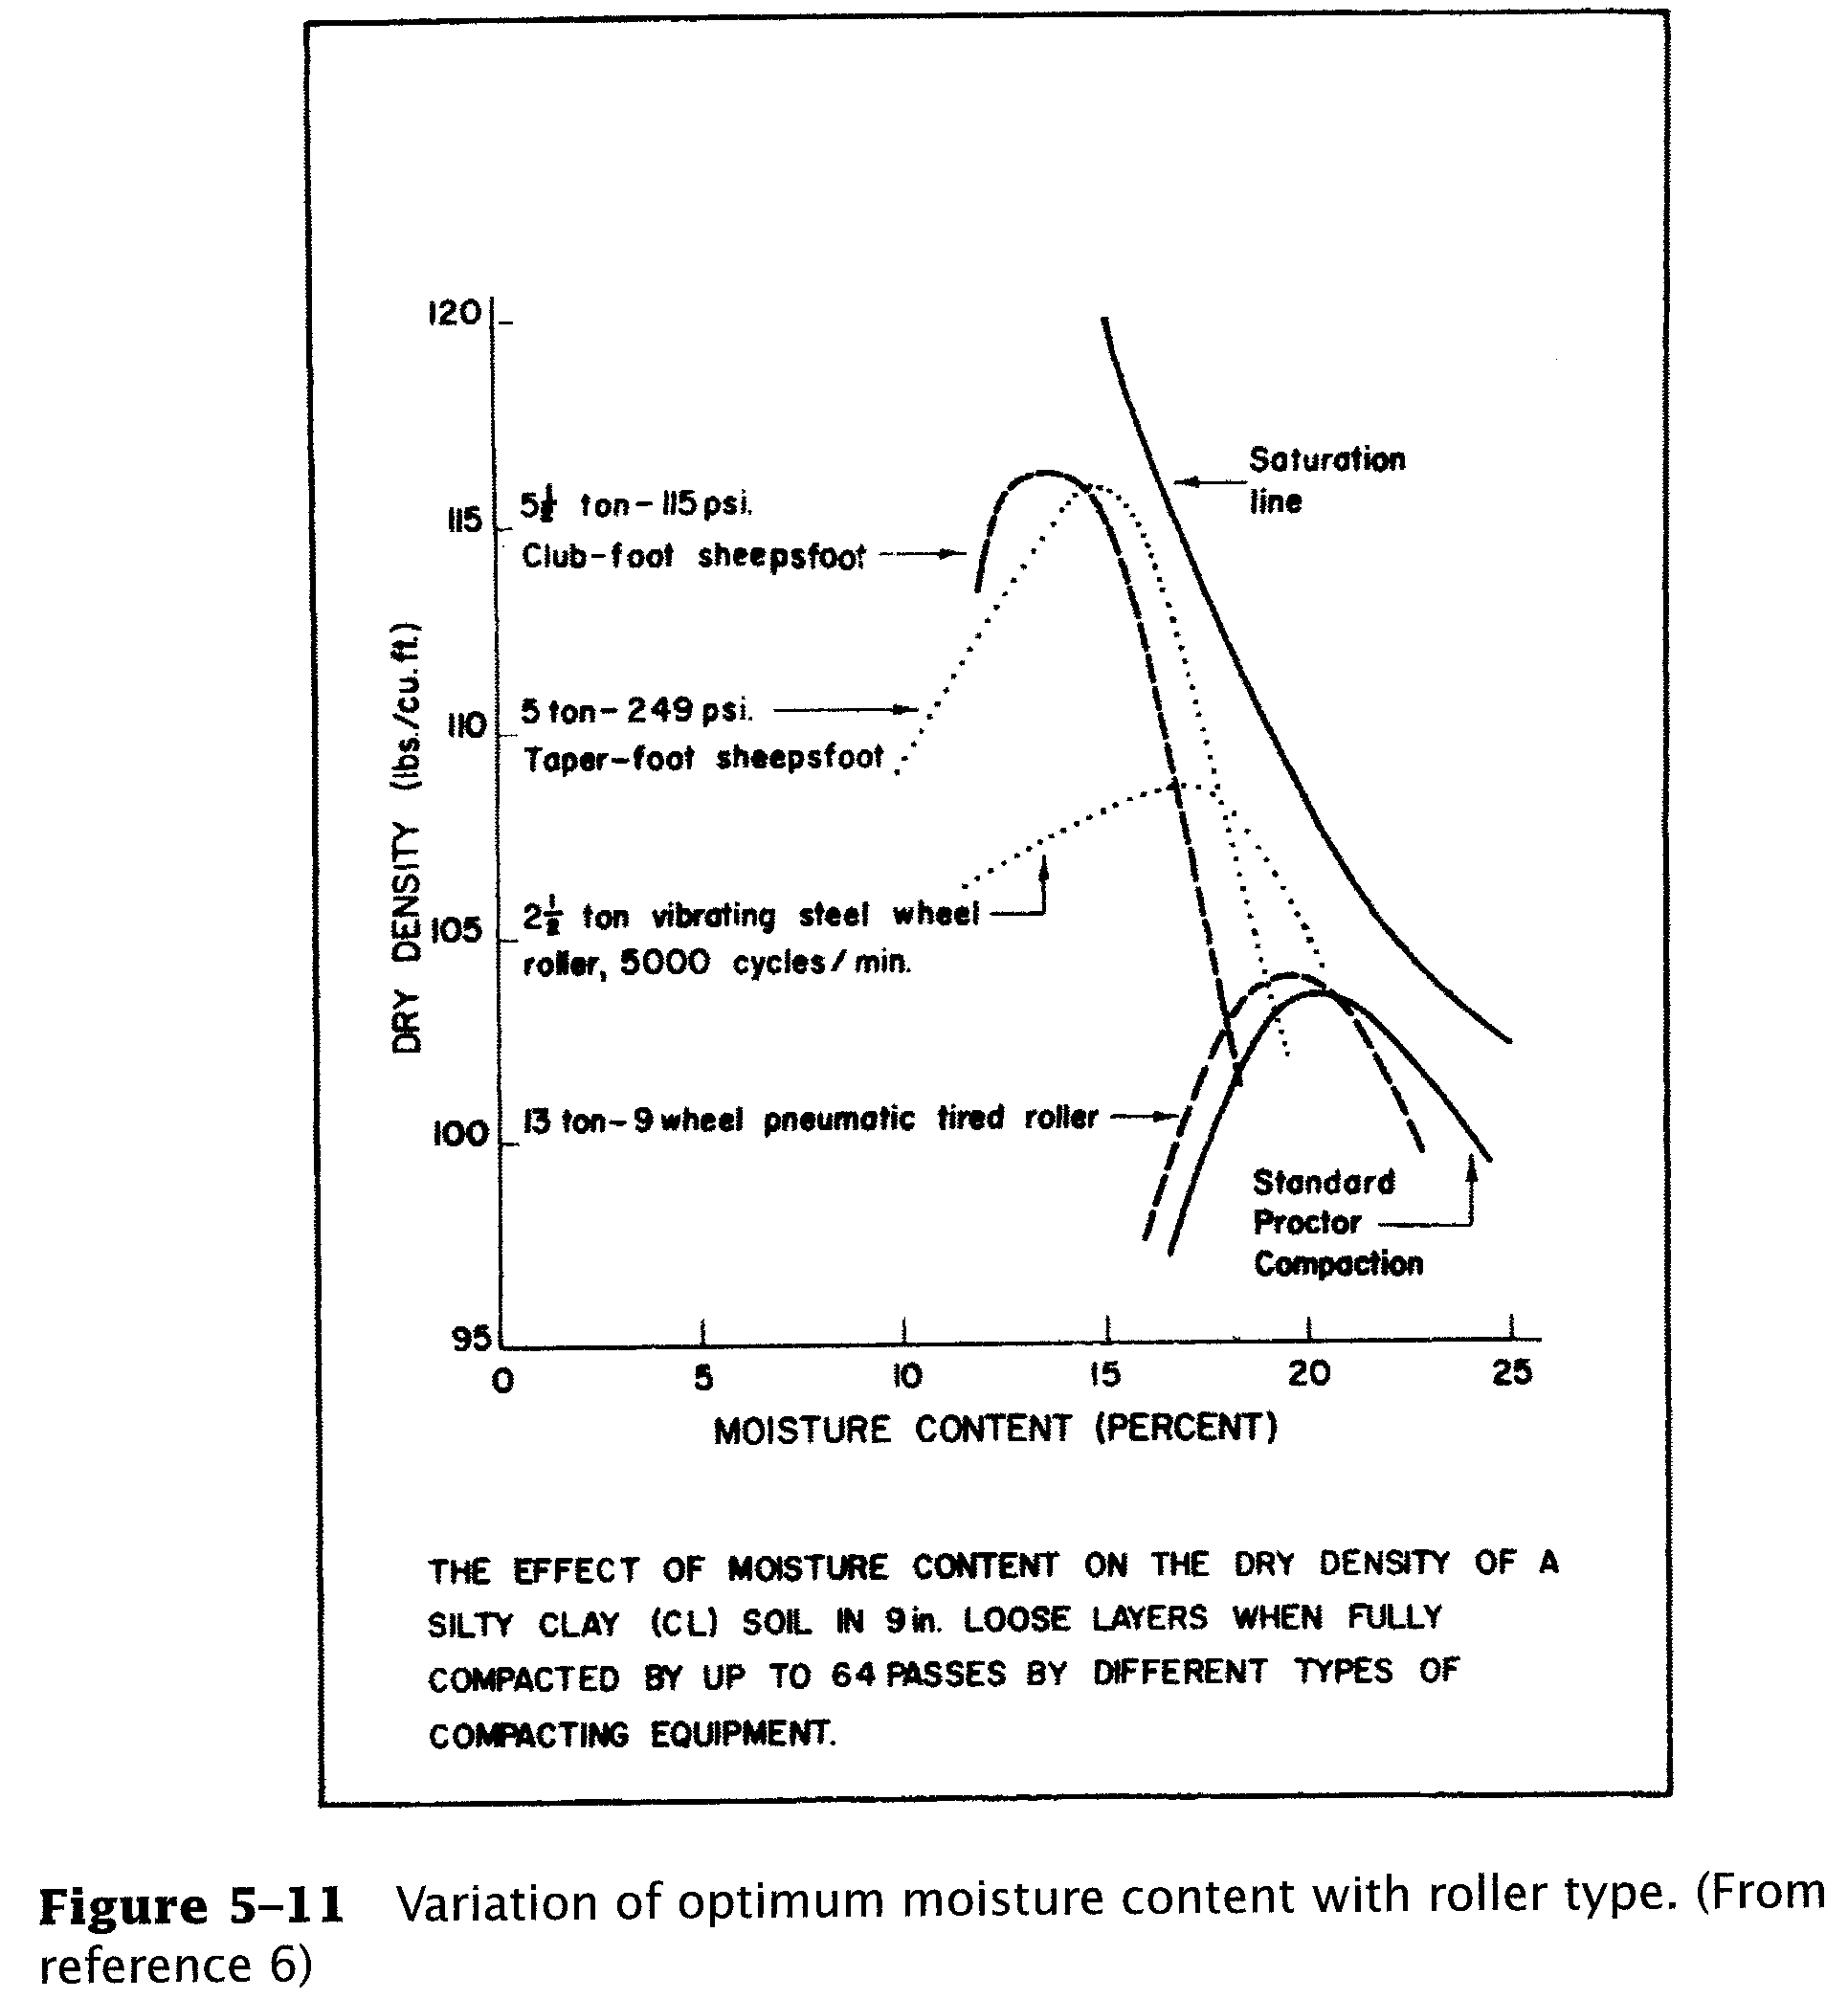 120
115
110
105
100
95
DRY DENSITY (lbs./cu.ft.)
5½ ton-115 psi.
Club-foot sheepsfoot
5 ton-249 psi.
Taper-foot sheepsfoot
2½ ton vibrating steel wheel
roller, 5000 cycles/min.
13 ton-9 wheel pneumatic tired roller
Saturation
line
Standard
Proctor
Compaction
0 5 10 15 20 25
MOISTURE CONTENT (PERCENT)
THE EFFECT OF MOISTURE CONTENT ON THE DRY DENSITY OF A
SILTY CLAY (CL) SOIL IN 9 in. LOOSE LAYERS WHEN FULLY
COMPACTED BY UP TO 64 PASSES BY DIFFERENT TYPES OF
COMPACTING EQUIPMENT.
Figure 5–11 Variation of optimum moisture content with roller type. (From
reference 6)